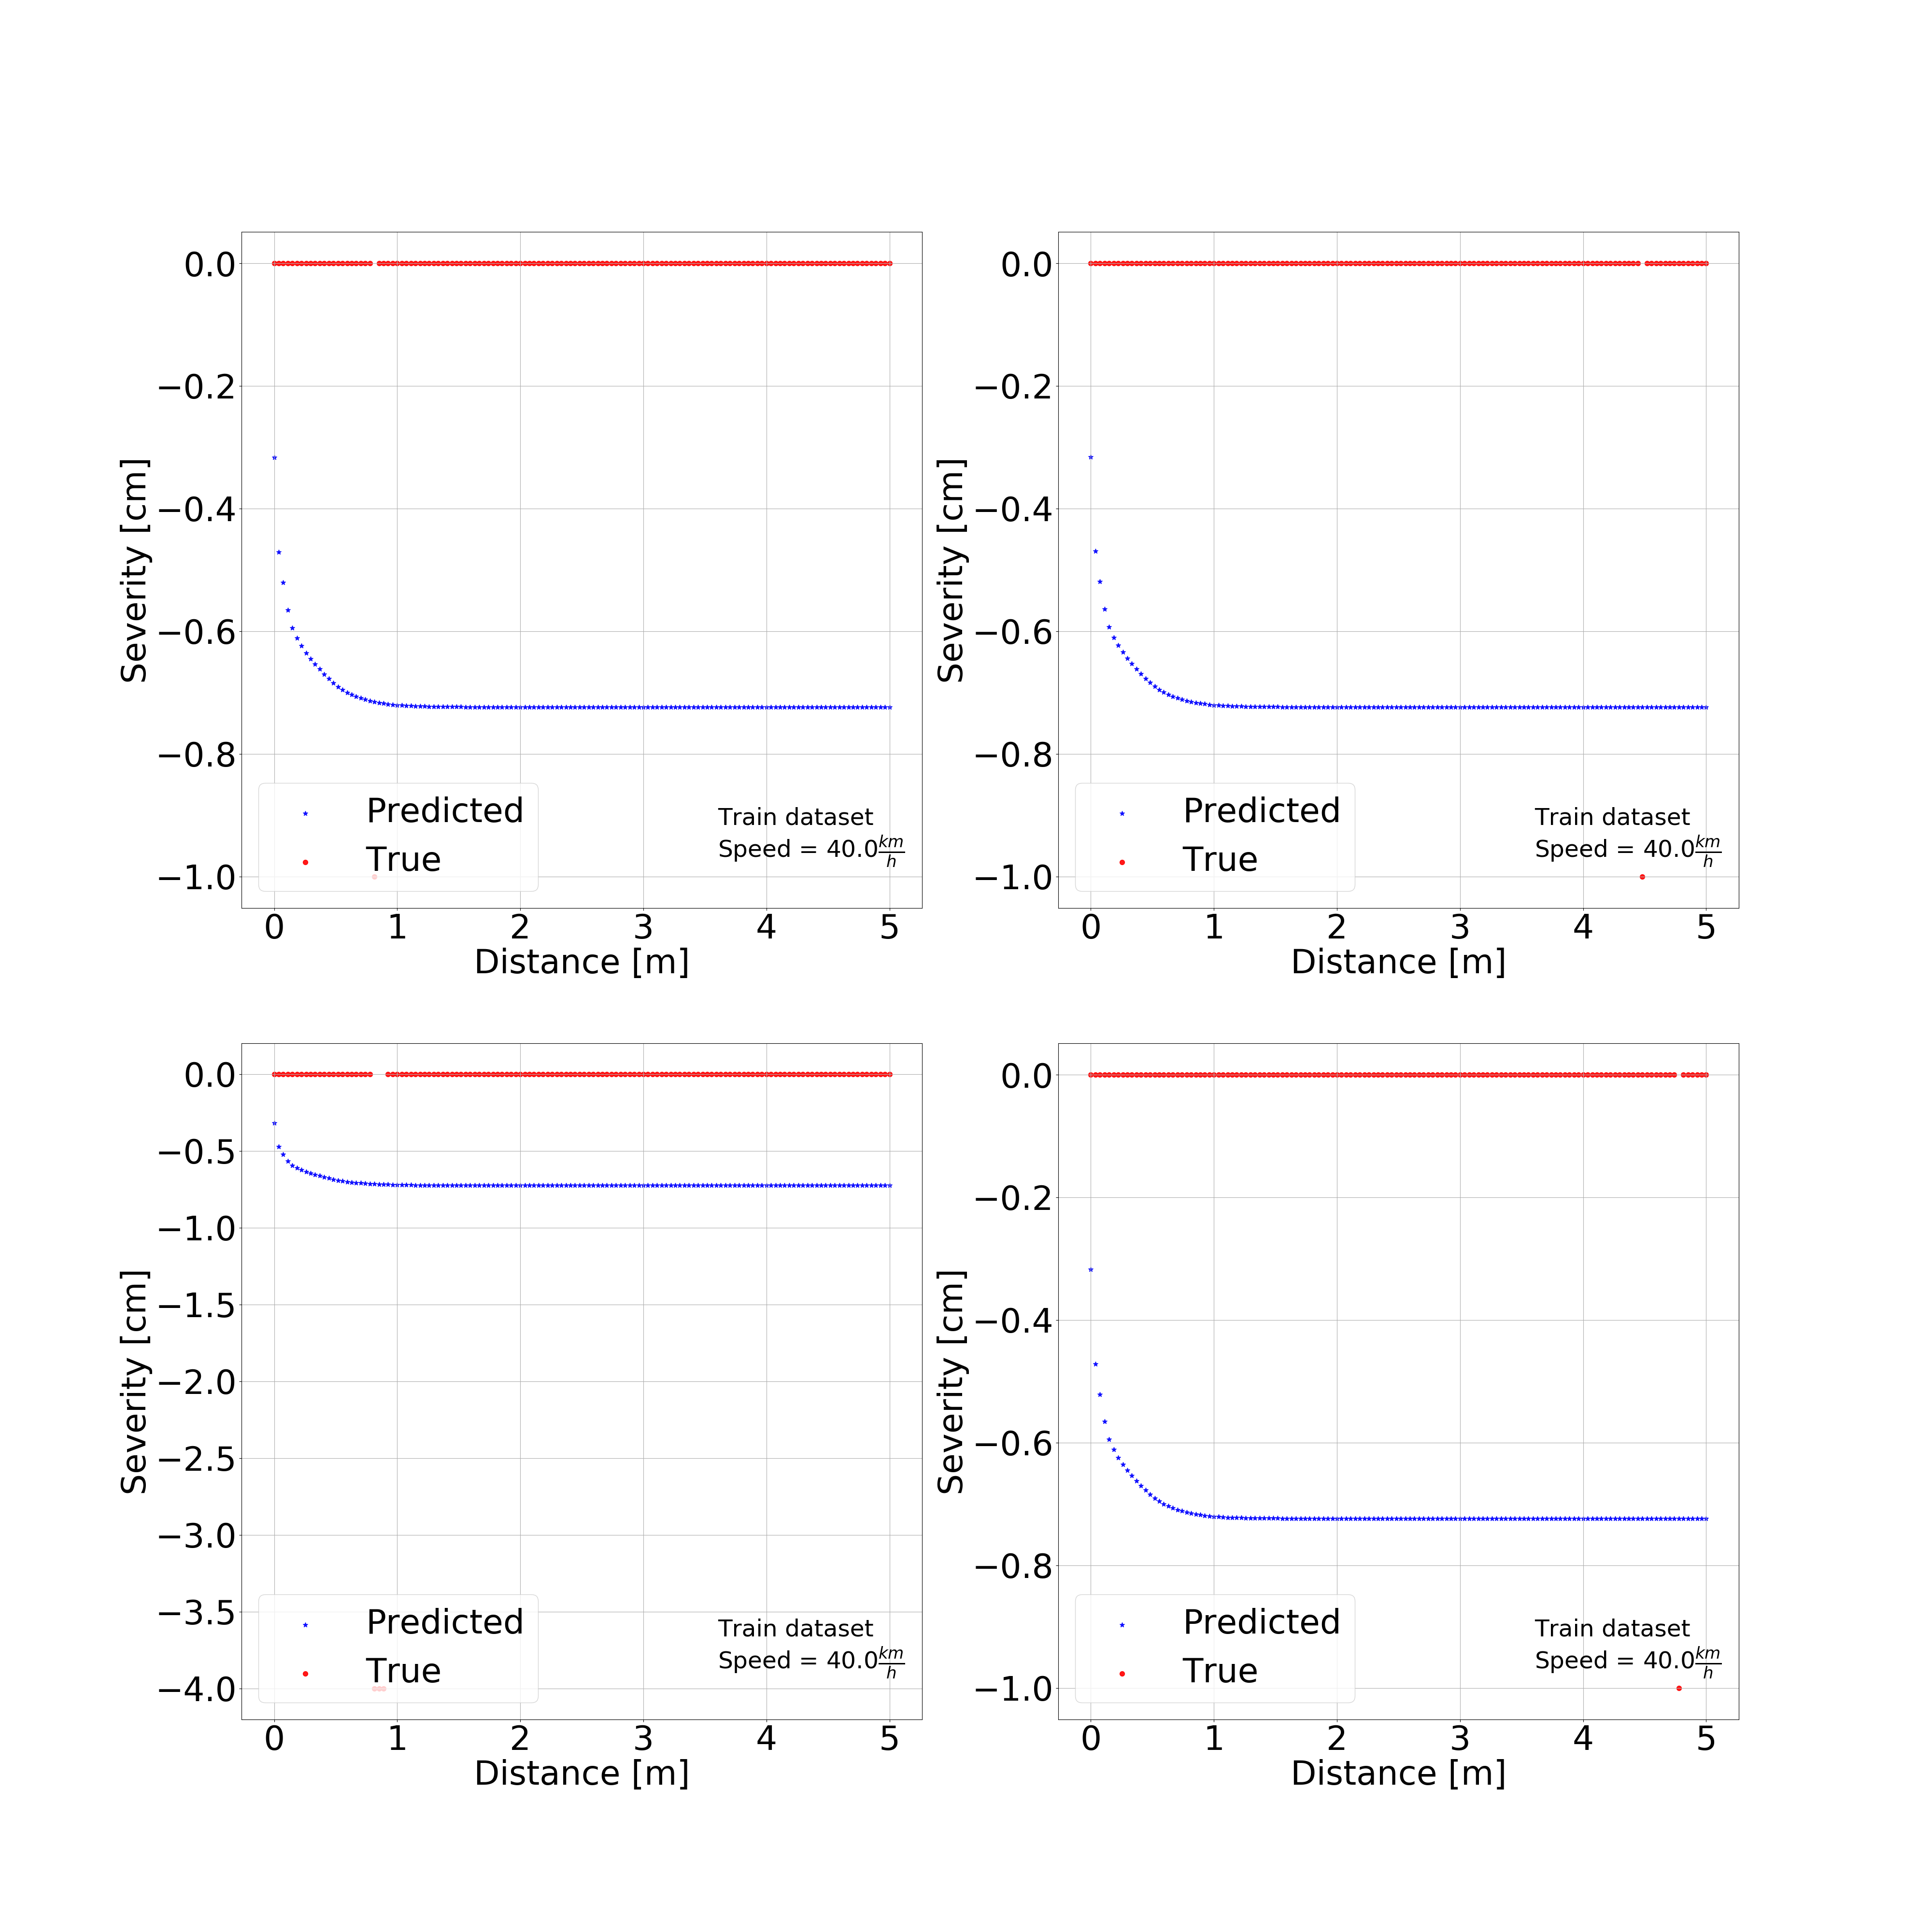 0.0
−0.2
−0.4
−0.6
−0.8
−1.0
Severity [cm]
Predicted
True
Train dataset
Speed = 40.0 km/h
0 1 2 3 4 5
Distance [m]
0.0
−0.2
−0.4
−0.6
−0.8
−1.0
Severity [cm]
Predicted
True
Train dataset
Speed = 40.0 km/h
0 1 2 3 4 5
Distance [m]
0.0
−0.5
−1.0
−1.5
−2.0
−2.5
−3.0
−3.5
−4.0
Severity [cm]
Predicted
True
Train dataset
Speed = 40.0 km/h
0 1 2 3 4 5
Distance [m]
0.0
−0.2
−0.4
−0.6
−0.8
−1.0
Severity [cm]
Predicted
True
Train dataset
Speed = 40.0 km/h
0 1 2 3 4 5
Distance [m]